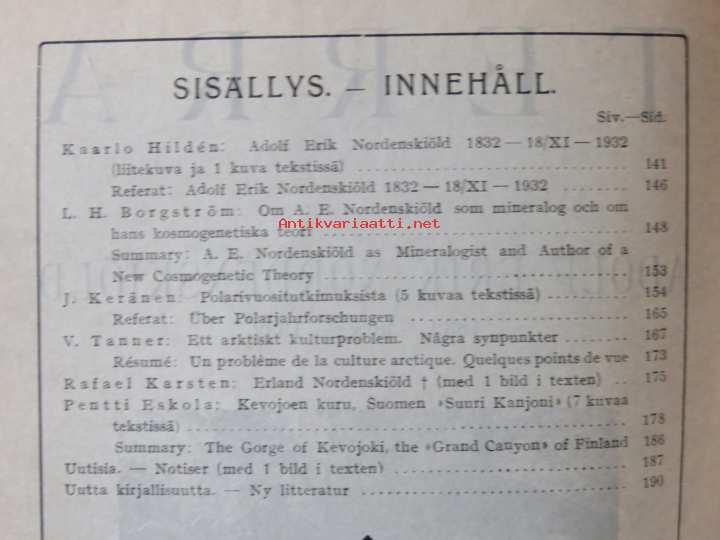 SISÄLLYS. — INNEHÅLL.
Siv.—Sid.
Kaarlo Hildén: Adolf Erik Nordenskiöld 1832 — 18/XI — 1932
(liitekuva ja 1 kuva tekstissä) 141
Referat: Adolf Erik Nordenskiöld 1832 — 18/XI — 1932 146
L. H. Borgström: Om A. E. Nordenskiöld som mineralog och om
Antikvariaatti.net
hans kosmogenetiska teori 148
Summary: A. E. Nordenskiöld as Mineralogist and Author of a
New Cosmogenetic Theory 153
J. Keränen: Polarivuositutkimuksista (5 kuvaa tekstissä) 154
Referat: Über Polarjahrforschungen 165
V. Tanner: Ett arktiskt kulturproblem. Några synpunkter 167
Résumé: Un problème de la culture arctique. Quelques points de vue 173
Rafael Karsten: Erland Nordenskiöld † (med 1 bild i texten) 175
Pentti Eskola: Kevojoen kuru, Suomen »Suuri Kanjoni» (7 kuvaa
tekstissä) 178
Summary: The Gorge of Kevojoki, the »Grand Canyon» of Finland 186
Uutisia. — Notiser (med 1 bild i texten) 187
Uutta kirjallisuutta. — Ny litteratur 190